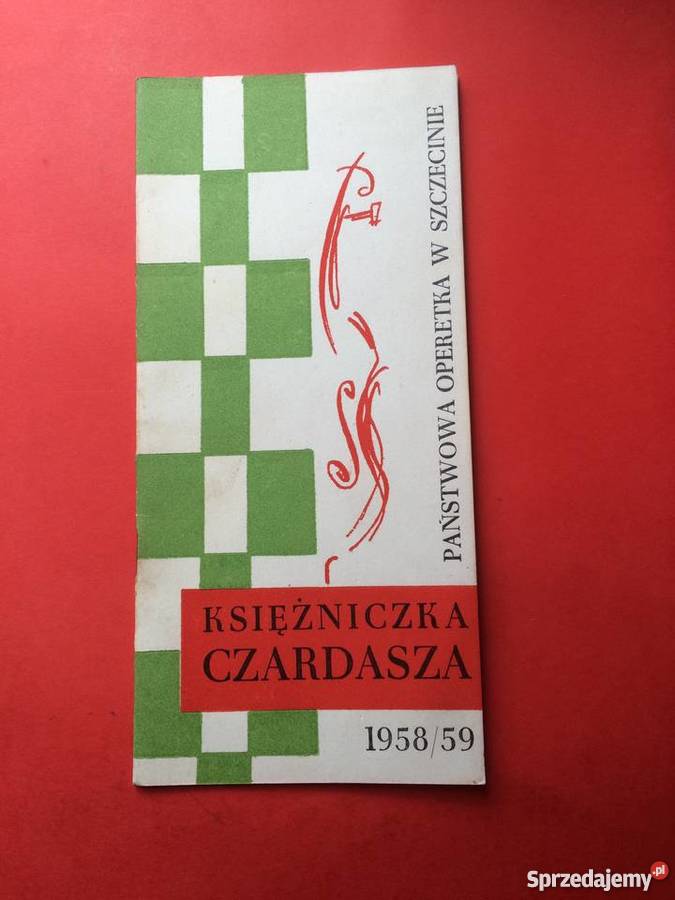 PAŃSTWOWA OPERETKA W SZCZECINIE
KSIĘŻNICZKA
CZARDASZA
1958/59
Sprzedajemy.pl